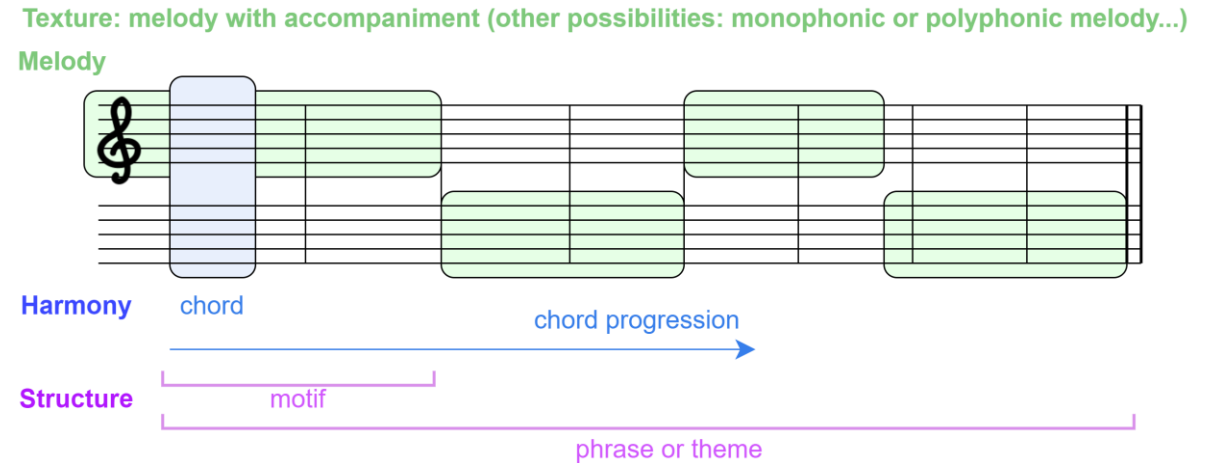 Texture: melody with accompaniment (other possibilities: monophonic or polyphonic melody...)
Melody
Harmony
chord
chord progression
Structure
motif
phrase or theme